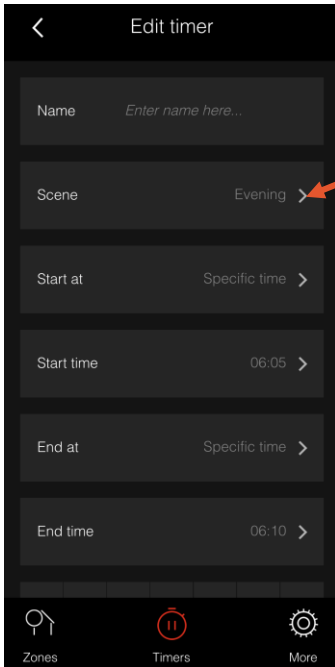 Edit timer
Name Enter name here...
Scene Evening
Start at Specific time
Start time 06:05
End at Specific time
End time 06:10
Zones Timers More